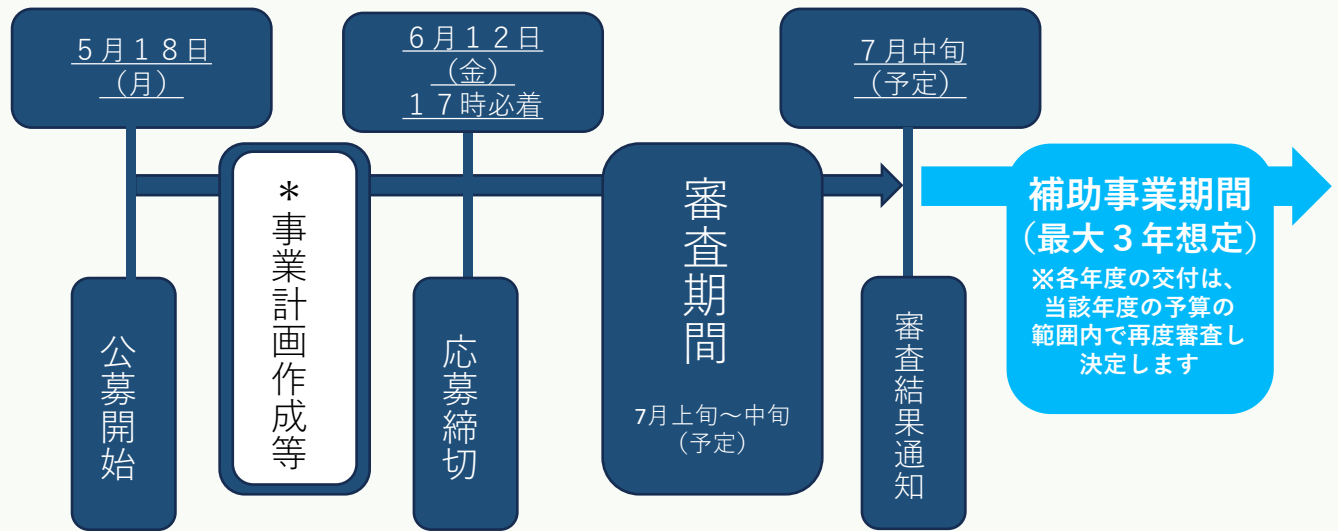 ５月１８日
（月）
公募開始
＊事業計画作成等
６月１２日
（金）
１７時必着
応募締切
審査期間
7月上旬～中旬
（予定）
７月中旬
（予定）
審査結果通知
補助事業期間
（最大３年想定）
※各年度の交付は、
当該年度の予算の
範囲内で再度審査し
決定します